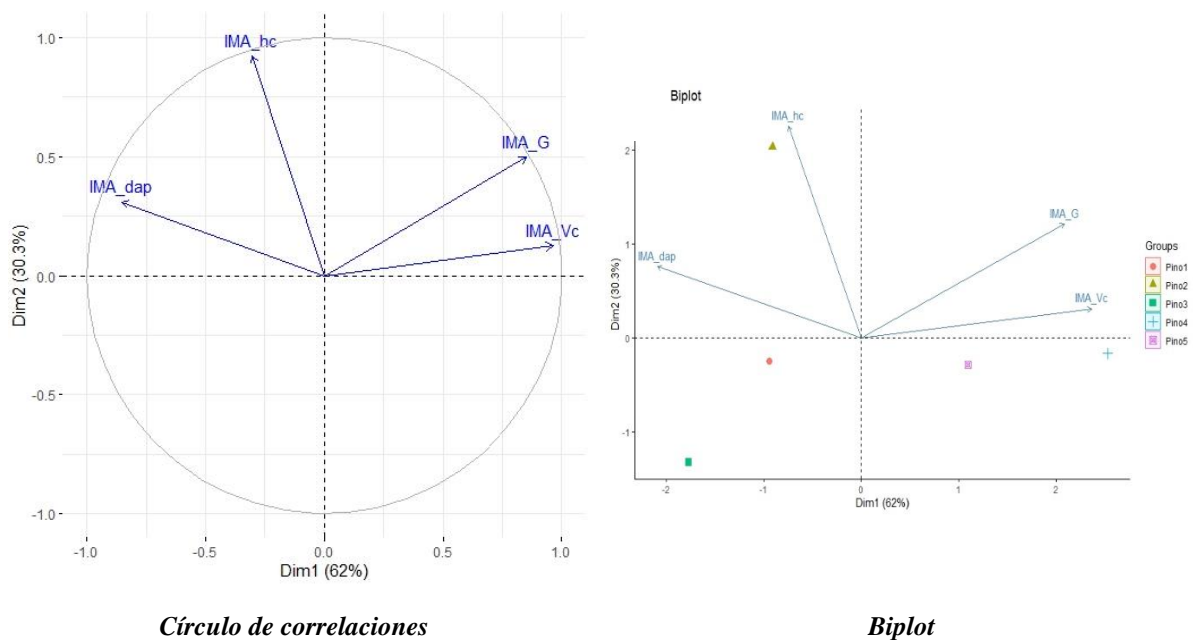 IMA_hc
IMA_G
IMA_dap
IMA_Vc
1.0
0.5
0.0
-0.5
-1.0
Dim2 (30.3%)
-1.0
-0.5
0.0
0.5
1.0
Dim1 (62%)
Círculo de correlaciones
Biplot
IMA_hc
IMA_G
IMA_dap
IMA_Vc
2
1
0
-1
Dim2 (30.3%)
-2
-1
0
1
2
Dim1 (62%)
Groups
Pino1
Pino2
Pino3
Pino4
Pino5
Biplot